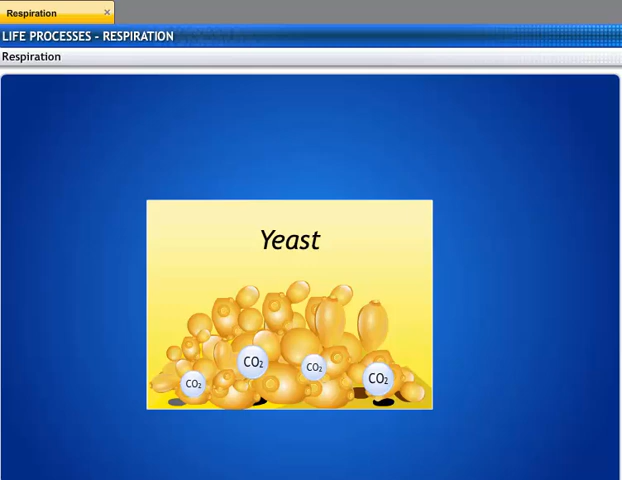 Respiration
LIFE PROCESSES - RESPIRATION
Respiration
Yeast
CO₂
CO₂
CO₂
CO₂